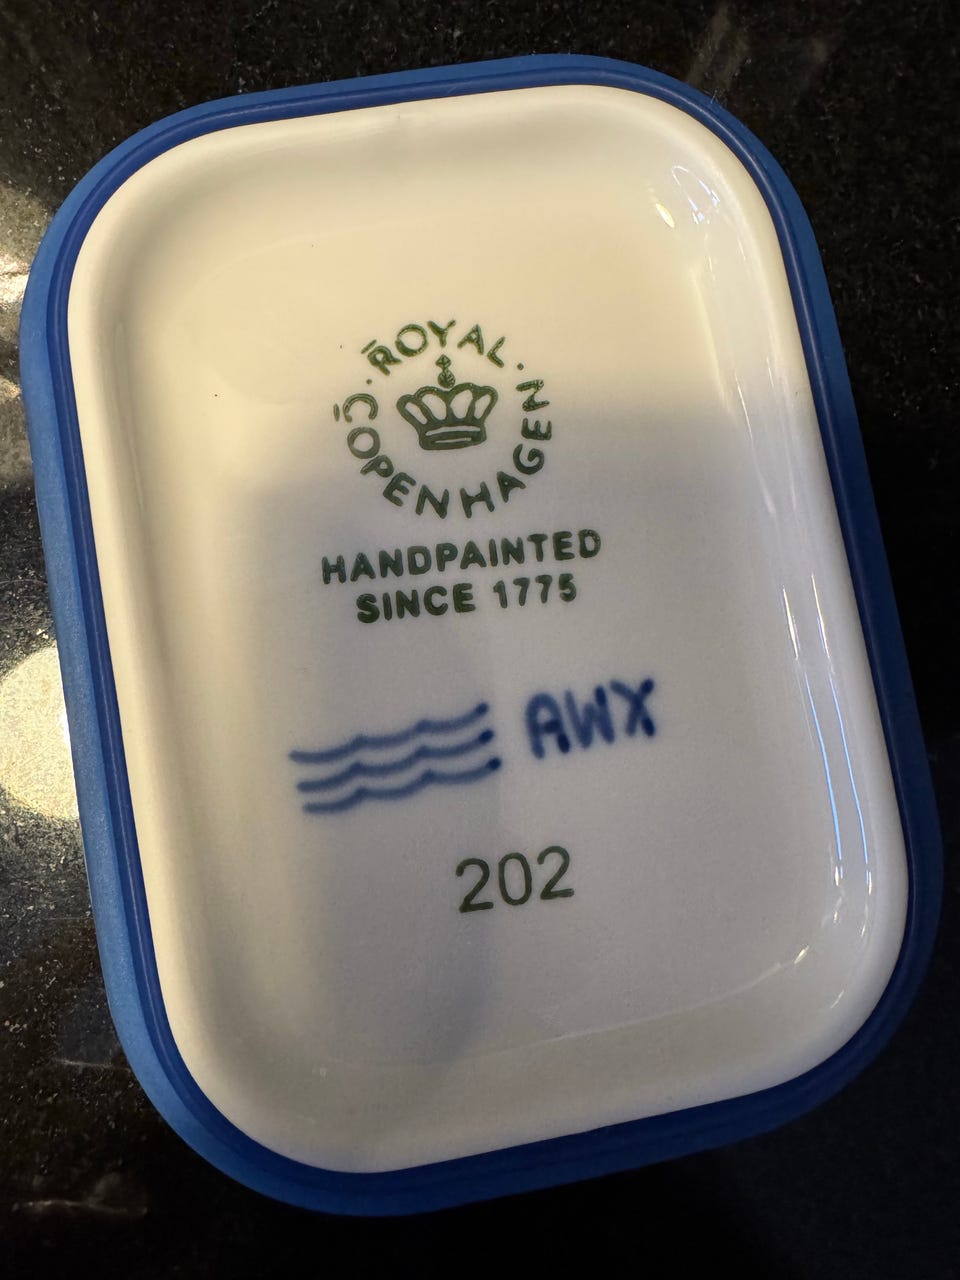 ROYAL
COPENHAGEN
HANDPAINTED
SINCE 1775
AWX
202